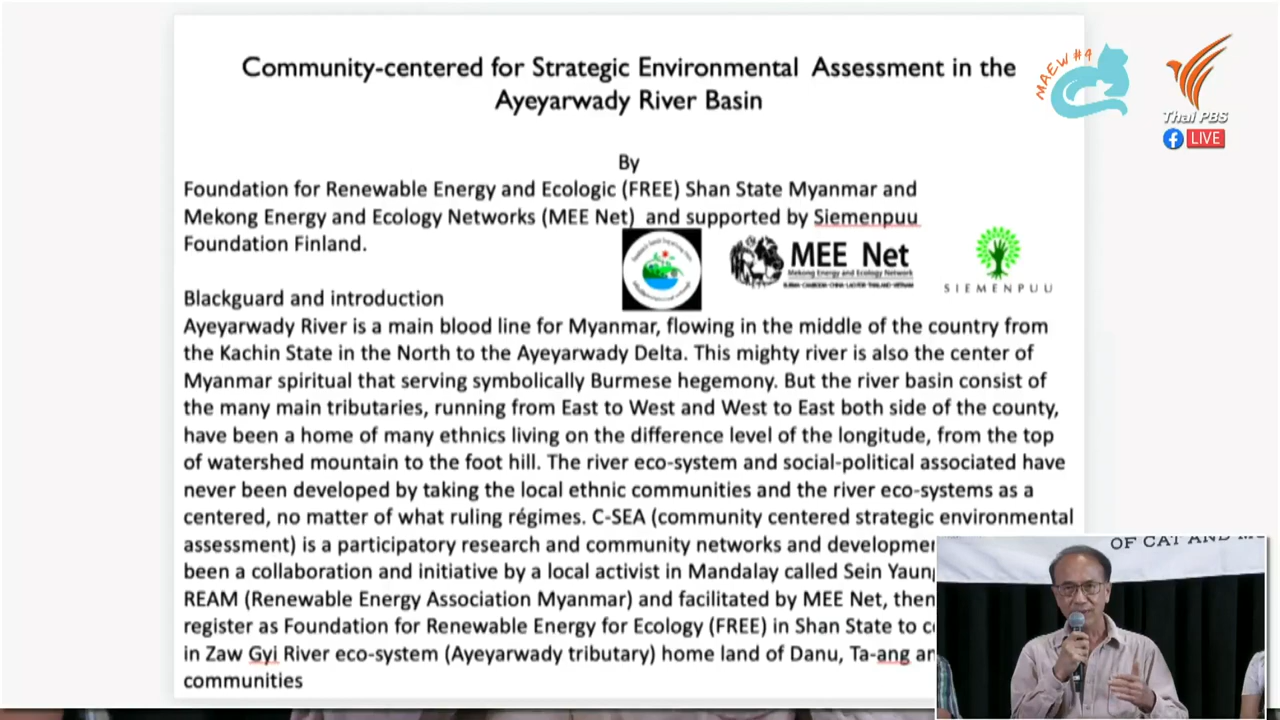 Community-centered for Strategic Environmental Assessment in the
Ayeyarwady River Basin
MAEW #4
Thai PBS
LIVE
By
Foundation for Renewable Energy and Ecologic (FREE) Shan State Myanmar and
Mekong Energy and Ecology Networks (MEE Net) and supported by Siemenpuu
Foundation Finland.
MEE Net
Mekong Energy and Ecology Network
SIEMENPUU
Blackguard and introduction
Ayeyarwady River is a main blood line for Myanmar, flowing in the middle of the country from
the Kachin State in the North to the Ayeyarwady Delta. This mighty river is also the center of
Myanmar spiritual that serving symbolically Burmese hegemony. But the river basin consist of
the many main tributaries, running from East to West and West to East both side of the county,
have been a home of many ethnics living on the difference level of the longitude, from the top
of watershed mountain to the foot hill. The river eco-system and social-political associated have
never been developed by taking the local ethnic communities and the river eco-systems as a
centered, no matter of what ruling régimes. C-SEA (community centered strategic environmental
assessment) is a participatory research and community networks and developmen
been a collaboration and initiative by a local activist in Mandalay called Sein Yaung
REAM (Renewable Energy Association Myanmar) and facilitated by MEE Net, then
register as Foundation for Renewable Energy for Ecology (FREE) in Shan State to c
in Zaw Gyi River eco-system (Ayeyarwady tributary) home land of Danu, Ta-ang an
communities
OF CAT AND